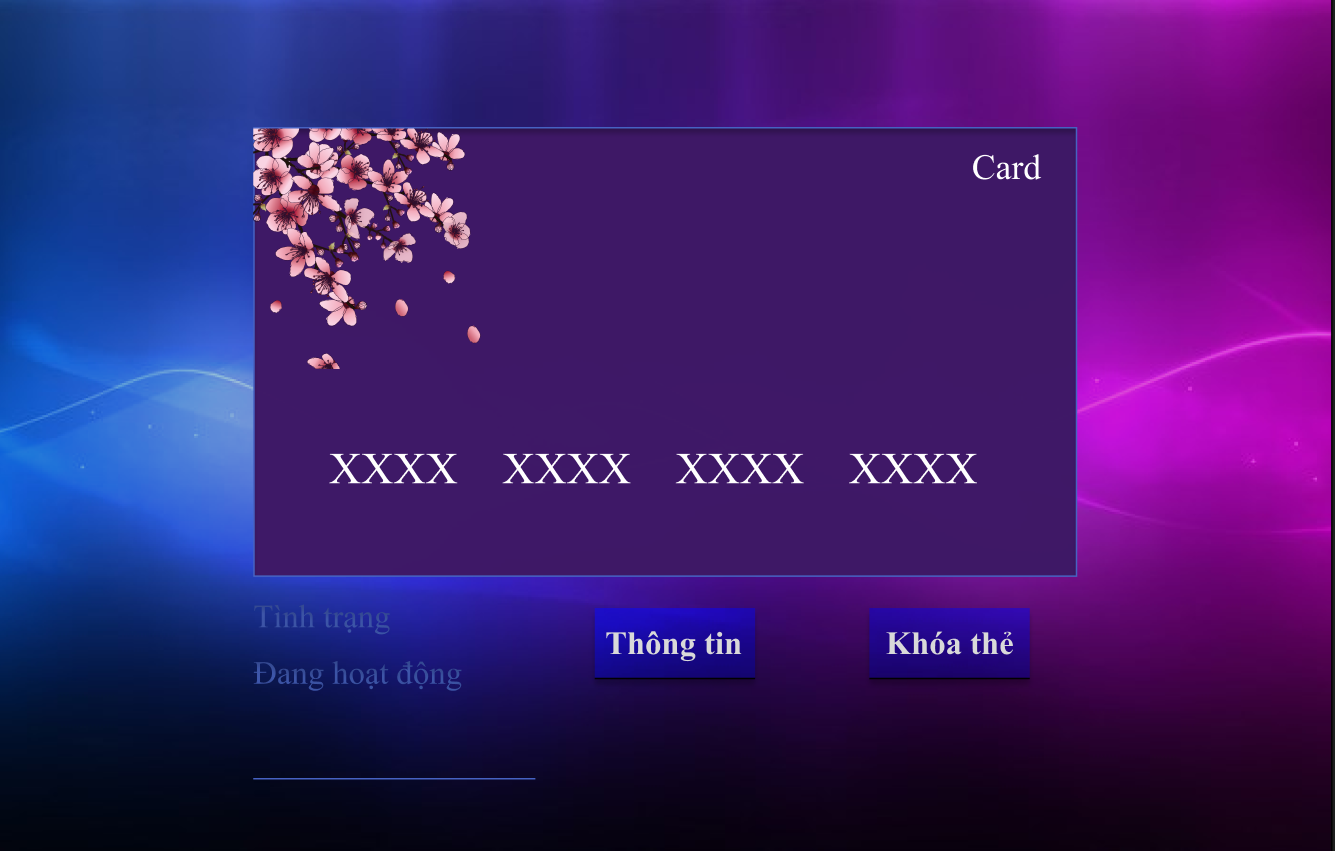 Card
XXXX XXXX XXXX XXXX
Tình trạng
Đang hoạt động
Thông tin
Khóa thẻ